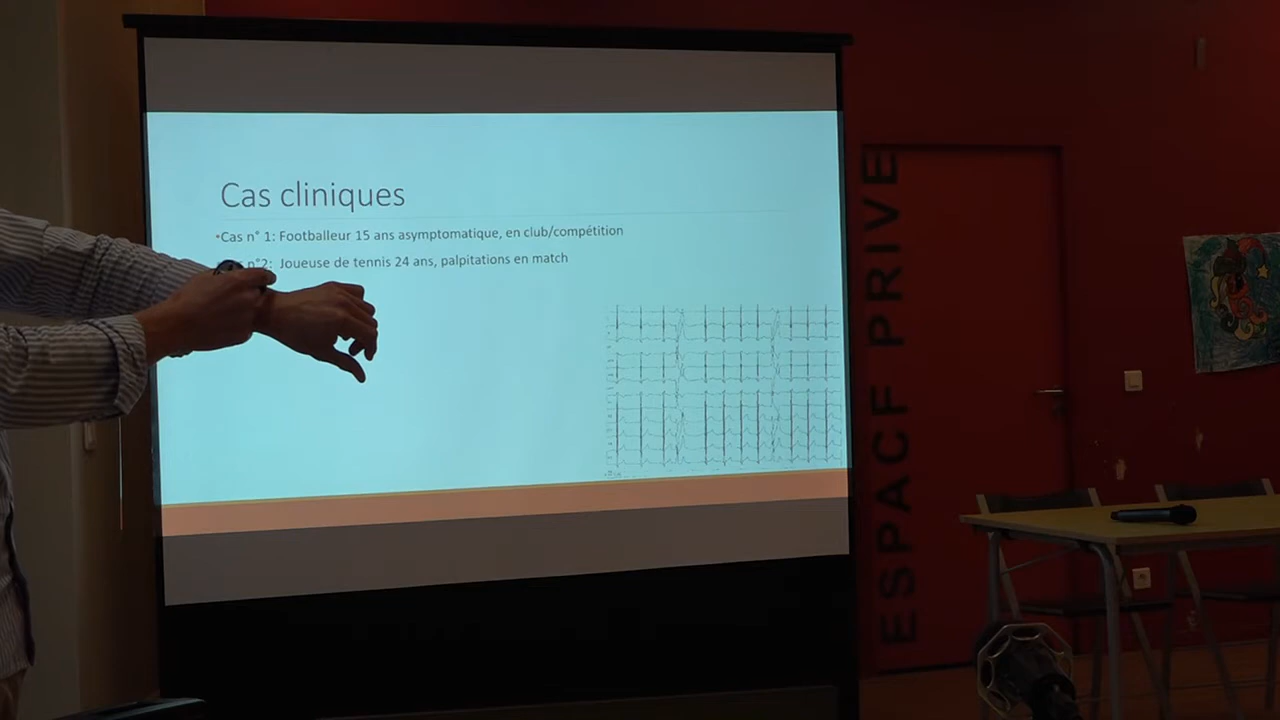 Cas cliniques
•Cas n° 1: Footballeur 15 ans asymptomatique, en club/compétition
n°2: Joueuse de tennis 24 ans, palpitations en match
ESPACE PRIVE